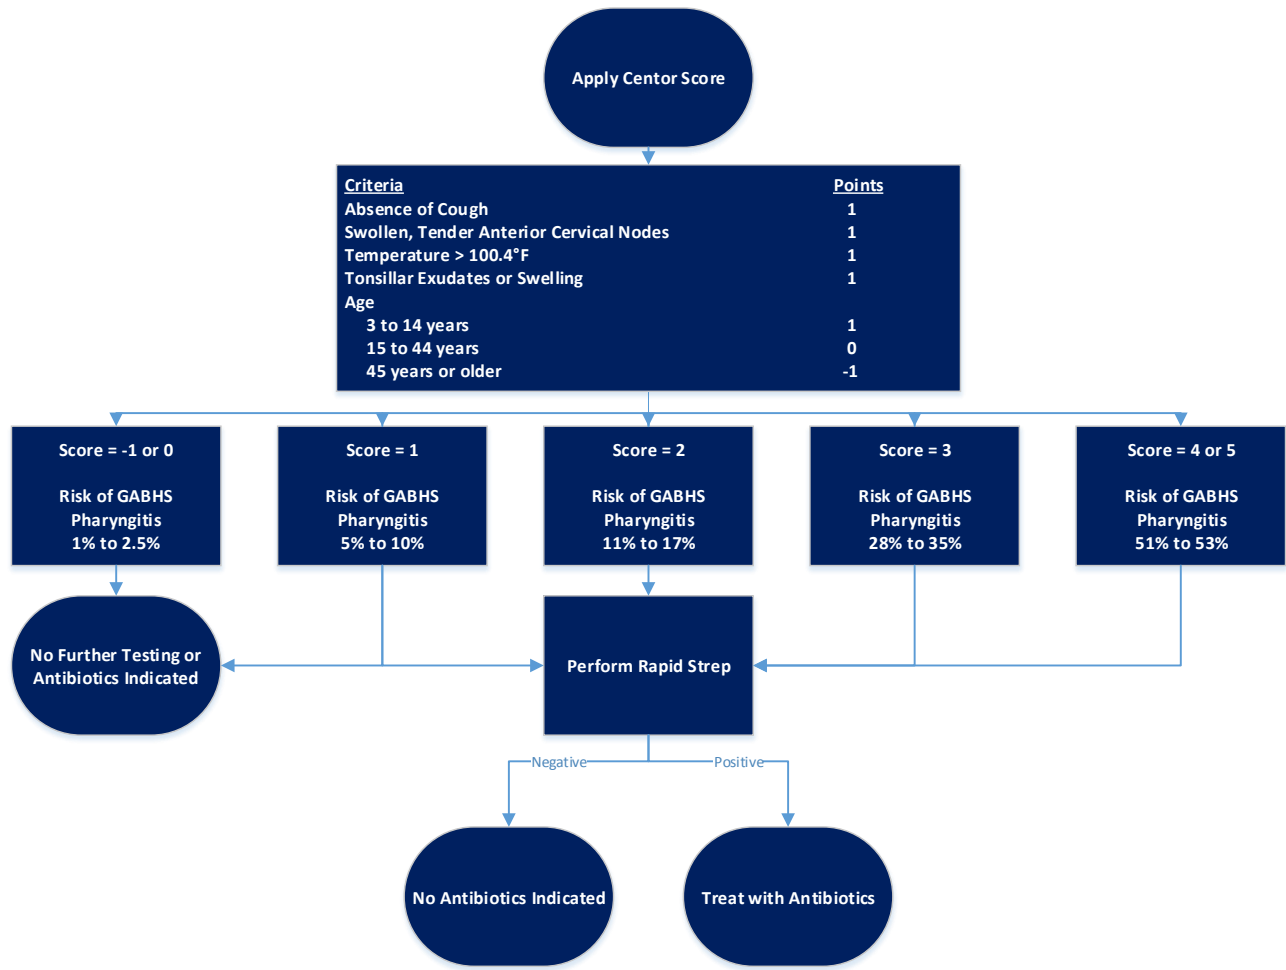 Apply Centor Score
Criteria Points
Absence of Cough 1
Swollen, Tender Anterior Cervical Nodes 1
Temperature > 100.4°F 1
Tonsillar Exudates or Swelling 1
Age
3 to 14 years 1
15 to 44 years 0
45 years or older -1
Score = -1 or 0
Risk of GABHS
Pharyngitis
1% to 2.5%
Score = 1
Risk of GABHS
Pharyngitis
5% to 10%
Score = 2
Risk of GABHS
Pharyngitis
11% to 17%
Score = 3
Risk of GABHS
Pharyngitis
28% to 35%
Score = 4 or 5
Risk of GABHS
Pharyngitis
51% to 53%
No Further Testing or
Antibiotics Indicated
Perform Rapid Strep
Negative
Positive
No Antibiotics Indicated
Treat with Antibiotics